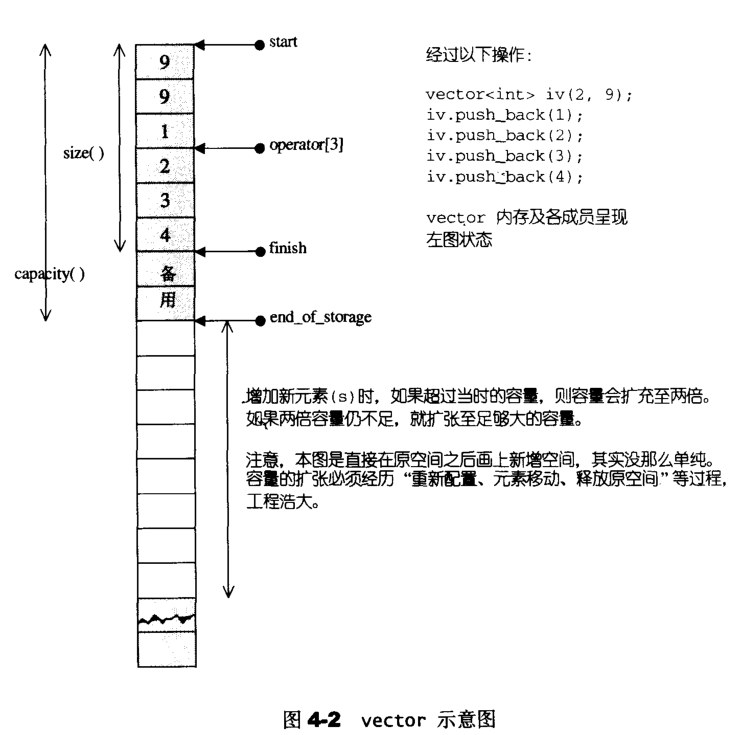 start
9
9
1
operator[3]
size( )
2
3
4
finish
capacity( )
备
用
end_of_storage
经过以下操作:
vector<int> iv(2, 9);
iv.push_back(1);
iv.push_back(2);
iv.push_back(3);
iv.push_back(4);
vector 内存及各成员呈现
左图状态
增加新元素(s)时，如果超过当时的容量，则容量会扩充至两倍。
如果两倍容量仍不足，就扩张至足够大的容量。
注意，本图是直接在原空间之后画上新增空间，其实没那么单纯。
容量的扩张必须经历“重新配置、元素移动、释放原空间”等过程，
工程浩大。
图 4-2 vector 示意图